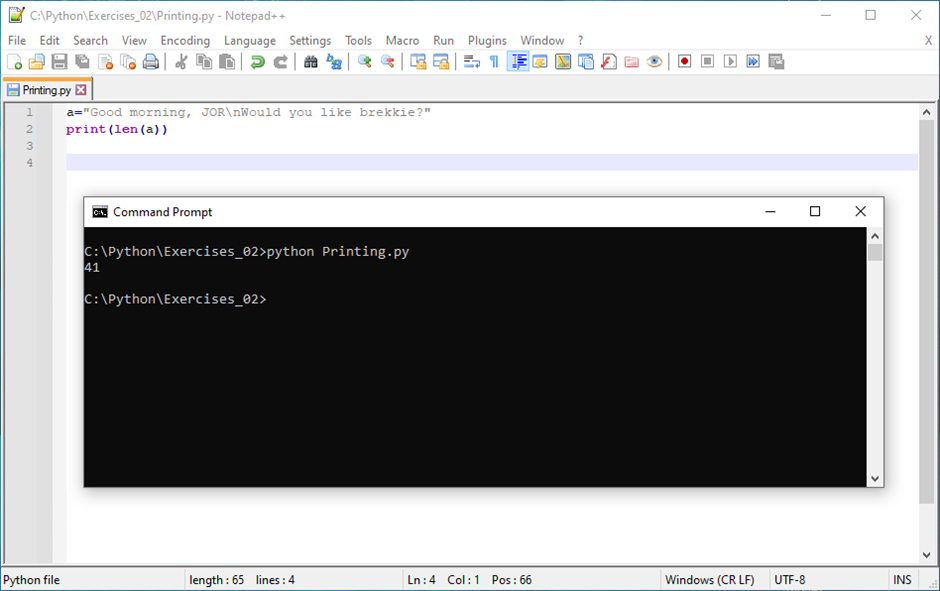 C:\Python\Exercises_02\Printing.py - Notepad++
File Edit Search View Encoding Language Settings Tools Macro Run Plugins Window ? X
Printing.py
1 a="Good morning, JOR\nWould you like brekkie?"
2 print(len(a))
3
4
Command Prompt
C:\Python\Exercises_02>python Printing.py
41
C:\Python\Exercises_02>
Python file length : 65 lines : 4 Ln : 4 Col : 1 Pos : 66 Windows (CR LF) UTF-8 INS